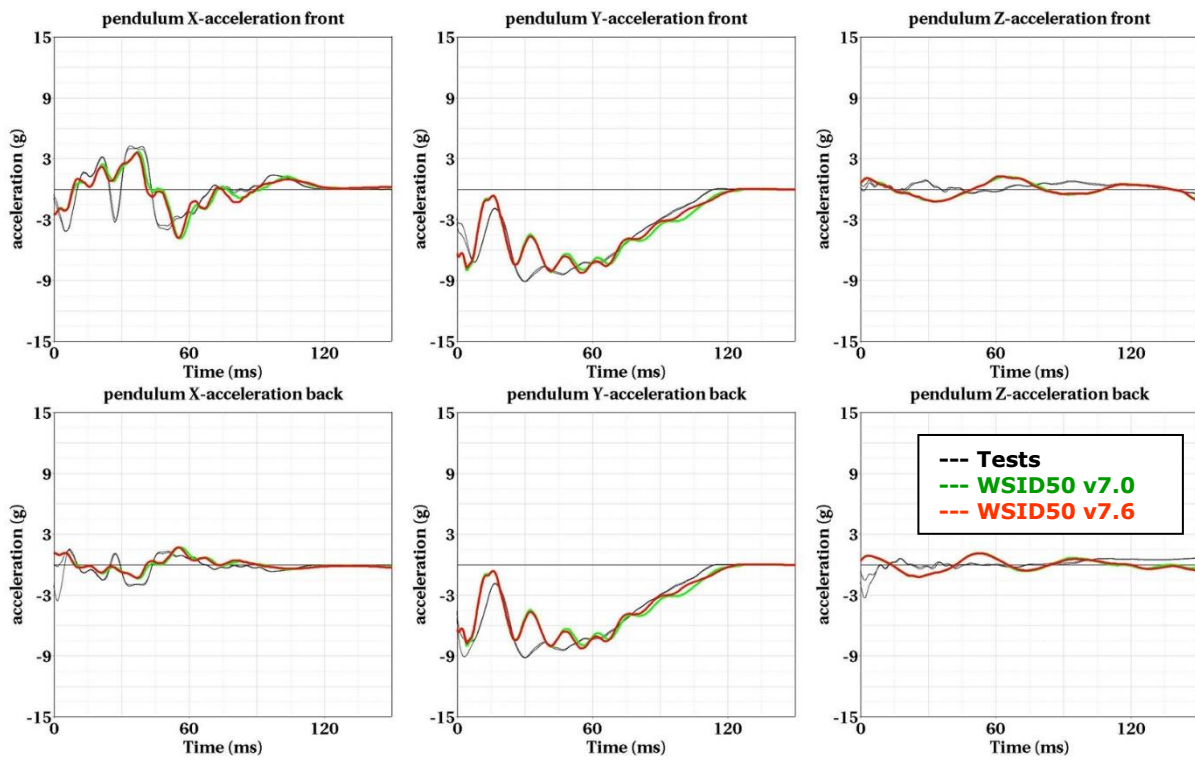 pendulum X-acceleration front
pendulum Y-acceleration front
pendulum Z-acceleration front
15
9
3
-3
-9
-15
acceleration (g)
0
60
120
Time (ms)
15
9
3
-3
-9
-15
acceleration (g)
0
60
120
Time (ms)
15
9
3
-3
-9
-15
acceleration (g)
0
60
120
Time (ms)
pendulum X-acceleration back
pendulum Y-acceleration back
pendulum Z-acceleration back
15
9
3
-3
-9
-15
acceleration (g)
0
60
120
Time (ms)
15
9
3
-3
-9
-15
acceleration (g)
0
60
120
Time (ms)
15
9
3
-3
-9
-15
acceleration (g)
0
60
120
Time (ms)
--- Tests
--- WSID50 v7.0
--- WSID50 v7.6